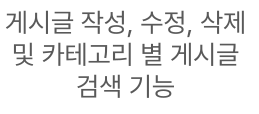 게시글 작성, 수정, 삭제
및 카테고리 별 게시글
검색 기능